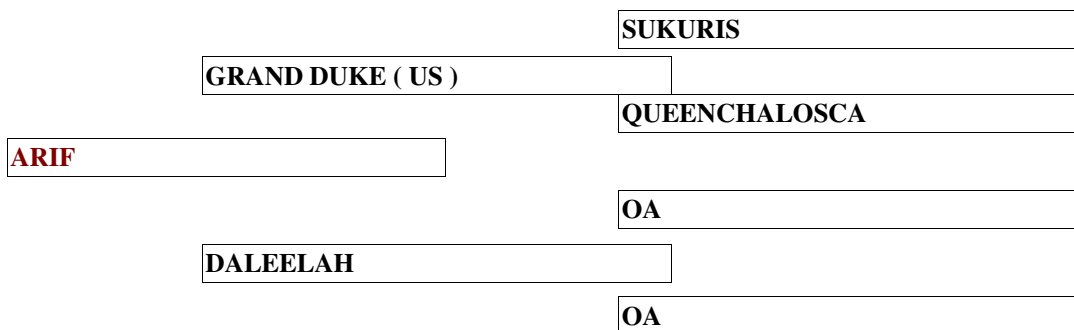 SUKURIS
GRAND DUKE ( US )
QUEENCHALOSCA
ARIF
OA
DALEELAH
OA